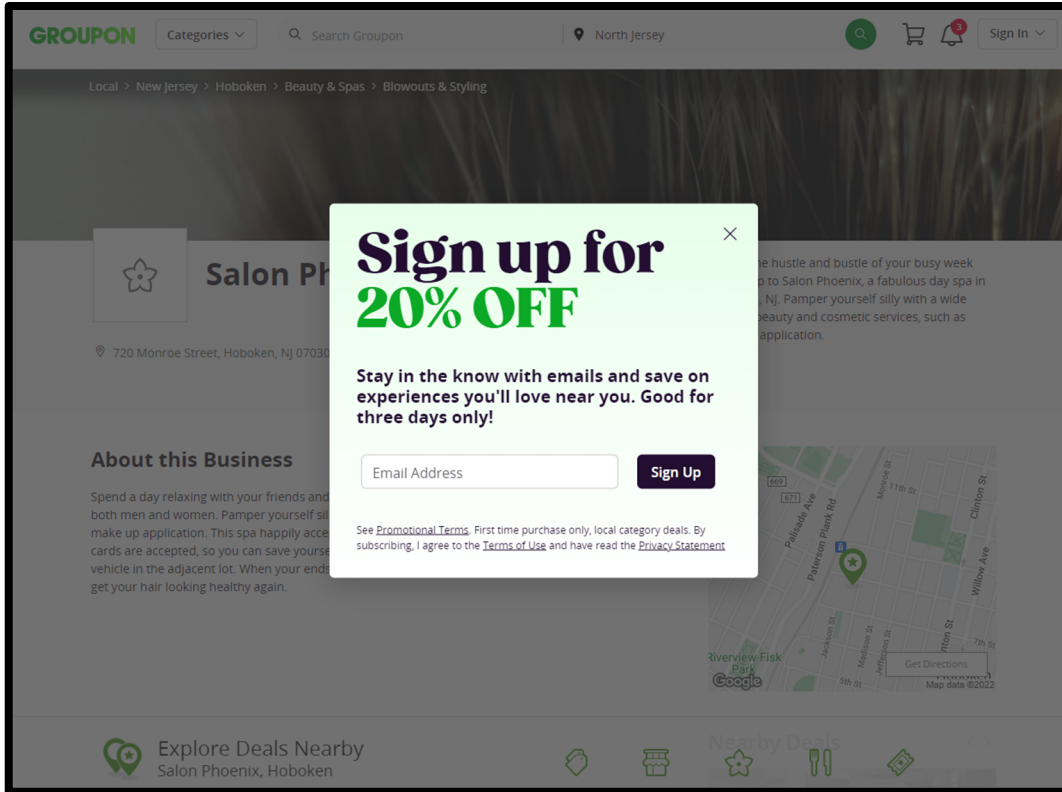 GROUPON
Categories
Search Groupon
North Jersey
3
Sign In
Local > New Jersey > Hoboken > Beauty & Spas > Blowouts & Styling
Sign up for
20% OFF
Stay in the know with emails and save on
experiences you'll love near you. Good for
three days only!
Email Address
Sign Up
See Promotional Terms. First time purchase only, local category deals. By
subscribing, I agree to the Terms of Use and have read the Privacy Statement
Salon Ph
720 Monroe Street, Hoboken, NJ 07030
he hustle and bustle of your busy week
p to Salon Phoenix, a fabulous day spa in
, NJ. Pamper yourself silly with a wide
beauty and cosmetic services, such as
application.
About this Business
Spend a day relaxing with your friends and
both men and women. Pamper yourself sil
make up application. This spa happily acce
cards are accepted, so you can save yourse
vehicle in the adjacent lot. When your ends
get your hair looking healthy again.
669
671
Palisade Ave
Paterson Plank Rd
Monroe St
11th St
Clinton St
Willow Ave
Jackson St
Madison St
Jefferson St
nton St
7th St
5th St
Riverview-Fisk
Park
Get Directions
Hoboken
Google
Map data ©2022
Explore Deals Nearby
Salon Phoenix, Hoboken
Nearby Deals